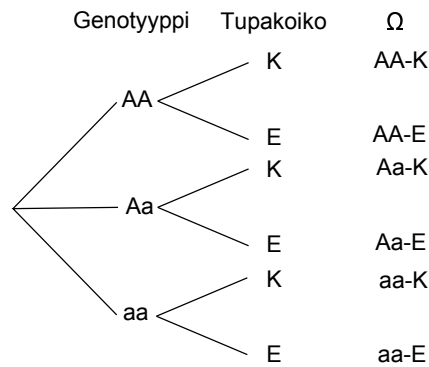 Genotyyppi Tupakoiko Ω
K AA-K
AA
E AA-E
K Aa-K
Aa
E Aa-E
K aa-K
aa
E aa-E